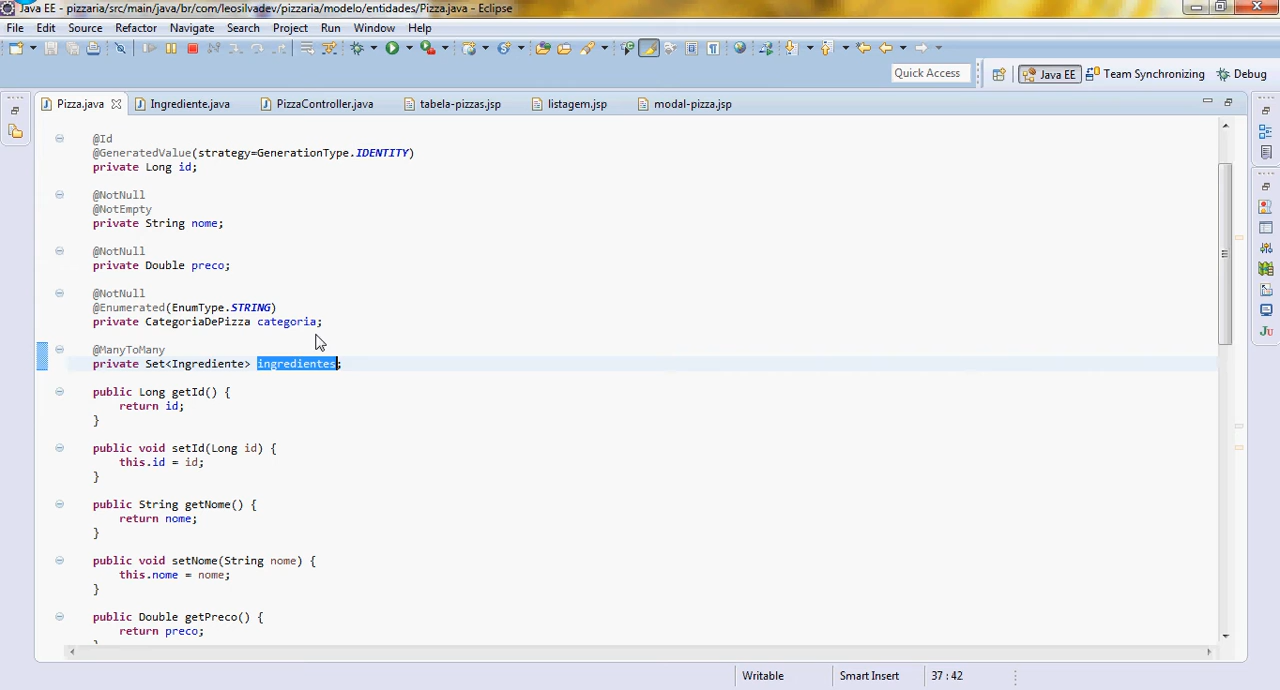 Java EE - pizzaria/src/main/java/br/com/leosilvadev/pizzaria/modelo/entidades/Pizza.java - Eclipse
File Edit Source Refactor Navigate Search Project Run Window Help
Quick Access Java EE Team Synchronizing Debug
Pizza.java Ingrediente.java PizzaController.java tabela-pizzas.jsp listagem.jsp modal-pizza.jsp
@Id
@GeneratedValue(strategy=GenerationType.IDENTITY)
private Long id;
@NotNull
@NotEmpty
private String nome;
@NotNull
private Double preco;
@NotNull
@Enumerated(EnumType.STRING)
private CategoriaDePizza categoria;
@ManyToMany
private Set<Ingrediente> ingredientes;
public Long getId() {
return id;
}
public void setId(Long id) {
this.id = id;
}
public String getNome() {
return nome;
}
public void setNome(String nome) {
this.nome = nome;
}
public Double getPreco() {
return preco;
Writable Smart Insert 37 : 42